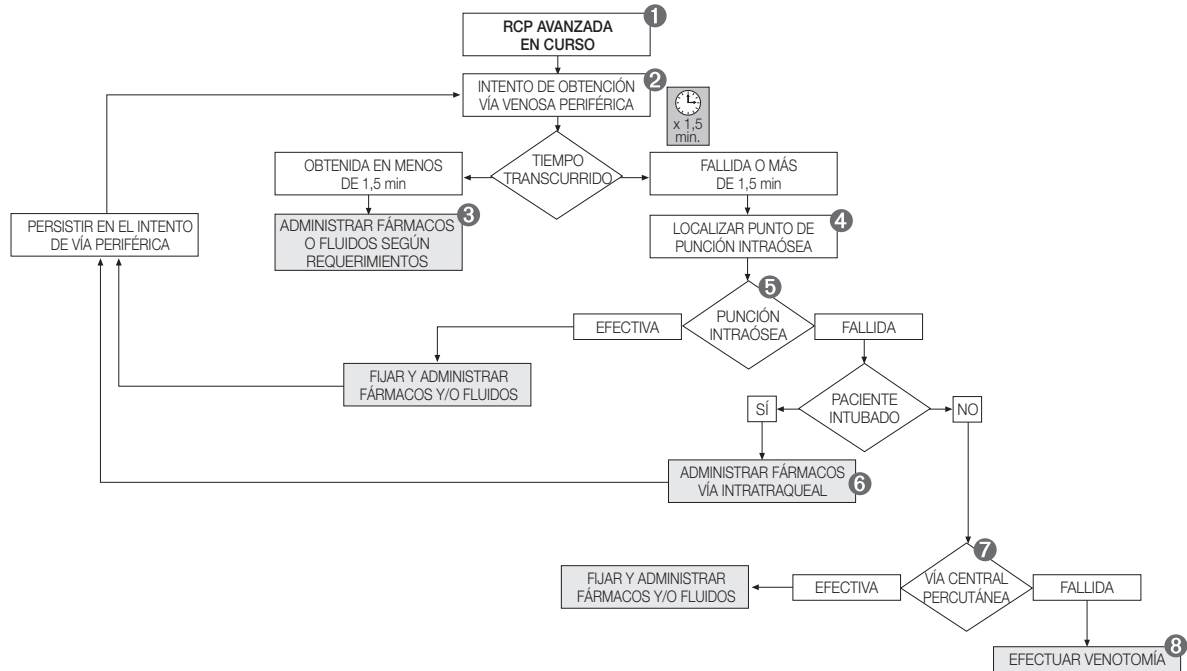 1
RCP AVANZADA
EN CURSO
2
INTENTO DE OBTENCIÓN
VÍA VENOSA PERIFÉRICA
x 1,5
min.
TIEMPO
TRANSCURRIDO
OBTENIDA EN MENOS
DE 1,5 min
FALLIDA O MÁS
DE 1,5 min
3
ADMINISTRAR FÁRMACOS
O FLUIDOS SEGÚN
REQUERIMIENTOS
4
LOCALIZAR PUNTO DE
PUNCIÓN INTRAÓSEA
PERSISTIR EN EL INTENTO
DE VÍA PERIFÉRICA
5
PUNCIÓN
INTRAÓSEA
EFECTIVA
FALLIDA
FIJAR Y ADMINISTRAR
FÁRMACOS Y/O FLUIDOS
PACIENTE
INTUBADO
SÍ
NO
ADMINISTRAR FÁRMACOS
VÍA INTRATRAQUEAL
6
7
VÍA CENTRAL
PERCUTÁNEA
EFECTIVA
FALLIDA
FIJAR Y ADMINISTRAR
FÁRMACOS Y/O FLUIDOS
8
EFECTUAR VENOTOMÍA